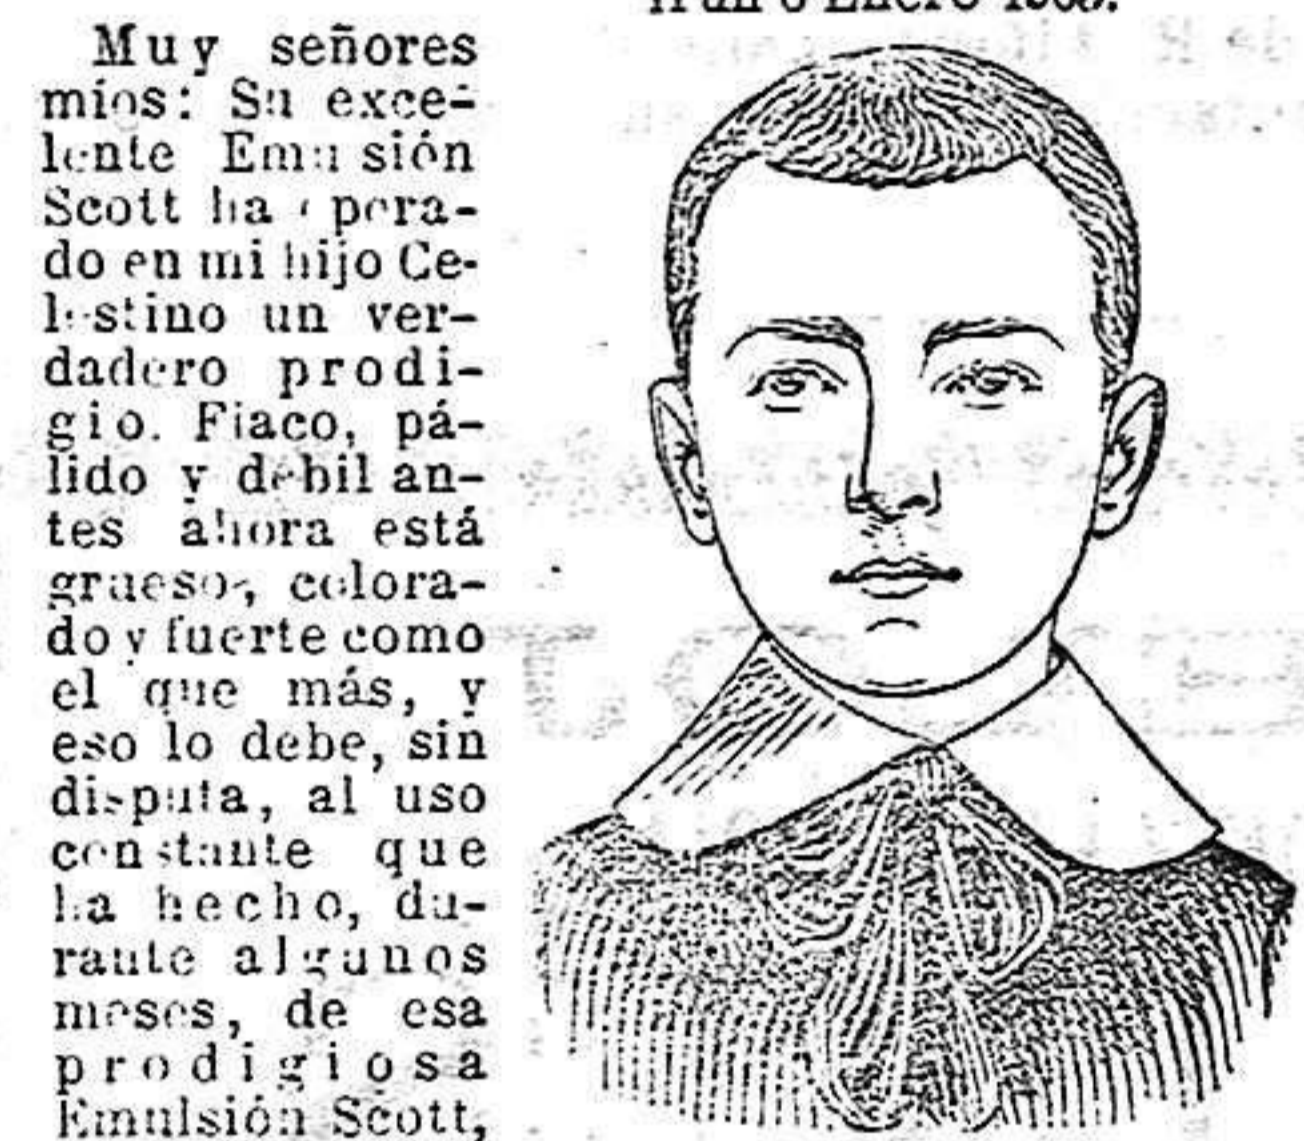 Enero
Muy señores
mios: Su exce-
lente Emulsión
Scott ha opera-
do en mi hijo Ce-
lestino un ver-
dadero prodi-
gio. Flaco, pá-
lido y débil an-
tes ahora está
grueso, colora-
do y fuerte como
el que más, y
eso lo debe, sin
disputa, al uso
constante que
ha hecho, du-
rante algunos
meses, de esa
prodigiosa
Emulsión Scott,